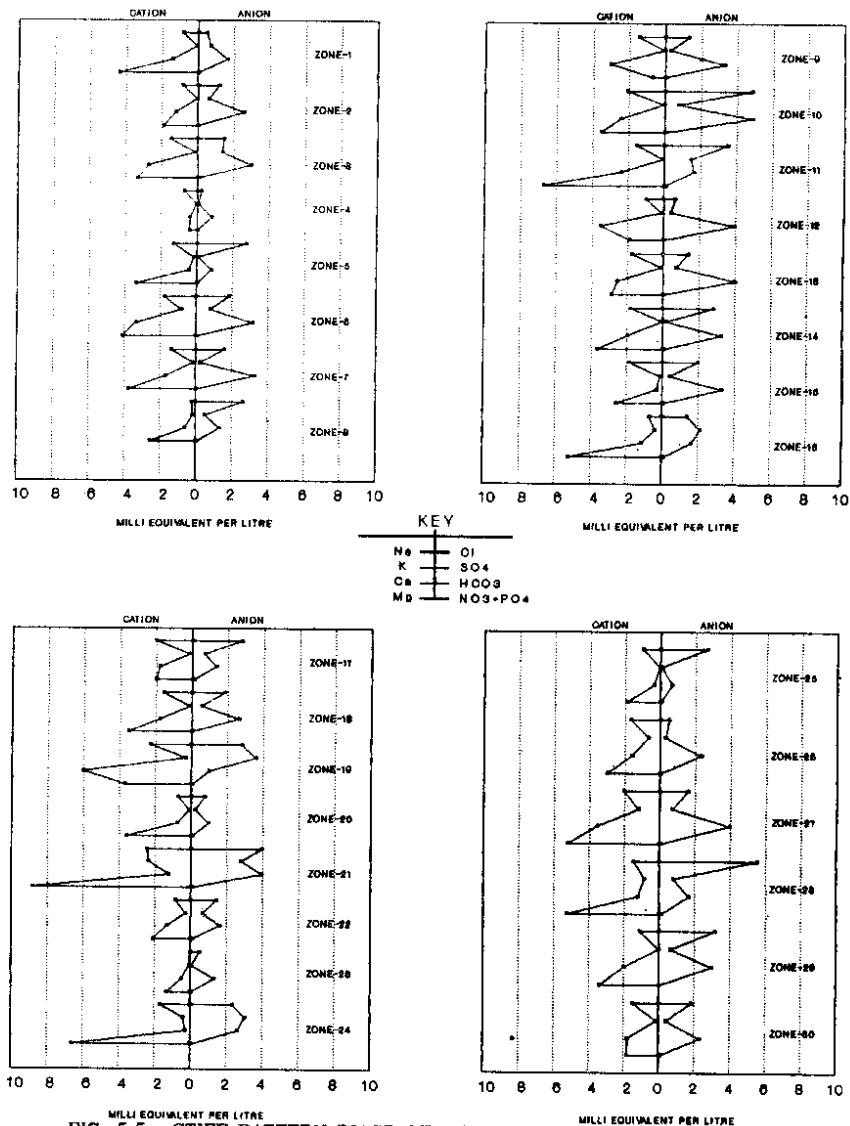 CATION ANION
ZONE-1
ZONE-2
ZONE-3
ZONE-4
ZONE-5
ZONE-6
ZONE-7
ZONE-8
10 8 6 4 2 0 2 4 6 8 10
MILLI EQUIVALENT PER LITRE
CATION ANION
ZONE-9
ZONE-10
ZONE-11
ZONE-12
ZONE-13
ZONE-14
ZONE-15
ZONE-16
10 8 6 4 2 0 2 4 6 8 10
MILLI EQUIVALENT PER LITRE
KEY
Na Cl
K SO4
Ca HCO3
Mg NO3+PO4
CATION ANION
ZONE-17
ZONE-18
ZONE-19
ZONE-20
ZONE-21
ZONE-22
ZONE-23
ZONE-24
10 8 6 4 2 0 2 4 6 8 10
MILLI EQUIVALENT PER LITRE
CATION ANION
ZONE-25
ZONE-26
ZONE-27
ZONE-28
ZONE-29
ZONE-30
10 8 6 4 2 0 2 4 6 8 10
MILLI EQUIVALENT PER LITRE
FIG. 5.5 STIFF PATTERN